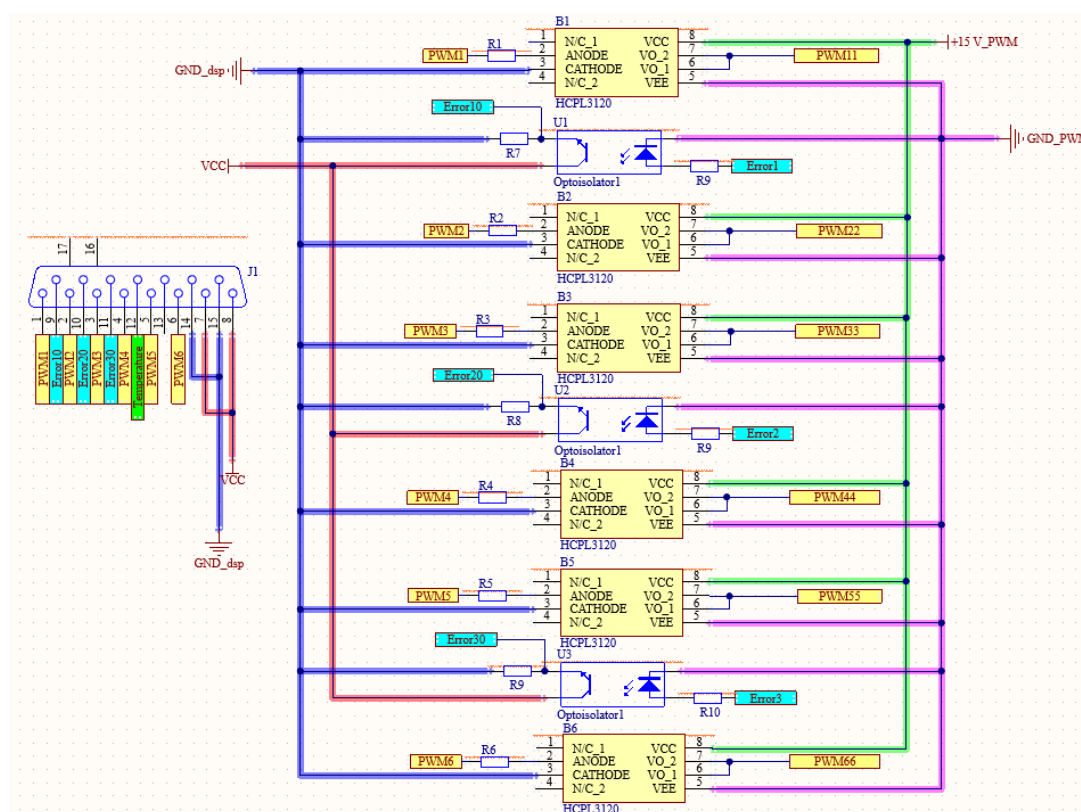 B1
R1
PWM1
1 N/C_1 VCC 8 +15 V_PWM
2 ANODE VO_2 7 PWM11
GND_dsp 3 CATHODE VO_1 6
4 N/C_2 VEE 5
HCPL3120
Error10
U1
R7
GND_PW
VCC
R9 Error1
Optoisolator1
B2
R2
PWM2
1 N/C_1 VCC 8
2 ANODE VO_2 7 PWM22
3 CATHODE VO_1 6
4 N/C_2 VEE 5
HCPL3120
17 16
J1
1 9 2 10 3 11 4 12 5 13 6 14 7 15 8
PWM1 Error10 PWM2 Error20 PWM3 Error30 PWM4 Temperature PWM5 PWM6
VCC
GND_dsp
B3
R3
PWM3
1 N/C_1 VCC 8
2 ANODE VO_2 7 PWM33
3 CATHODE VO_1 6
4 N/C_2 VEE 5
HCPL3120
Error20
U2
R8
R9 Error2
Optoisolator1
B4
R4
PWM4
1 N/C_1 VCC 8
2 ANODE VO_2 7 PWM44
3 CATHODE VO_1 6
4 N/C_2 VEE 5
HCPL3120
B5
R5
PWM5
1 N/C_1 VCC 8
2 ANODE VO_2 7 PWM55
3 CATHODE VO_1 6
4 N/C_2 VEE 5
HCPL3120
Error30
U3
R9
R10 Error3
Optoisolator1
B6
R6
PWM6
1 N/C_1 VCC 8
2 ANODE VO_2 7 PWM66
3 CATHODE VO_1 6
4 N/C_2 VEE 5
HCPL3120